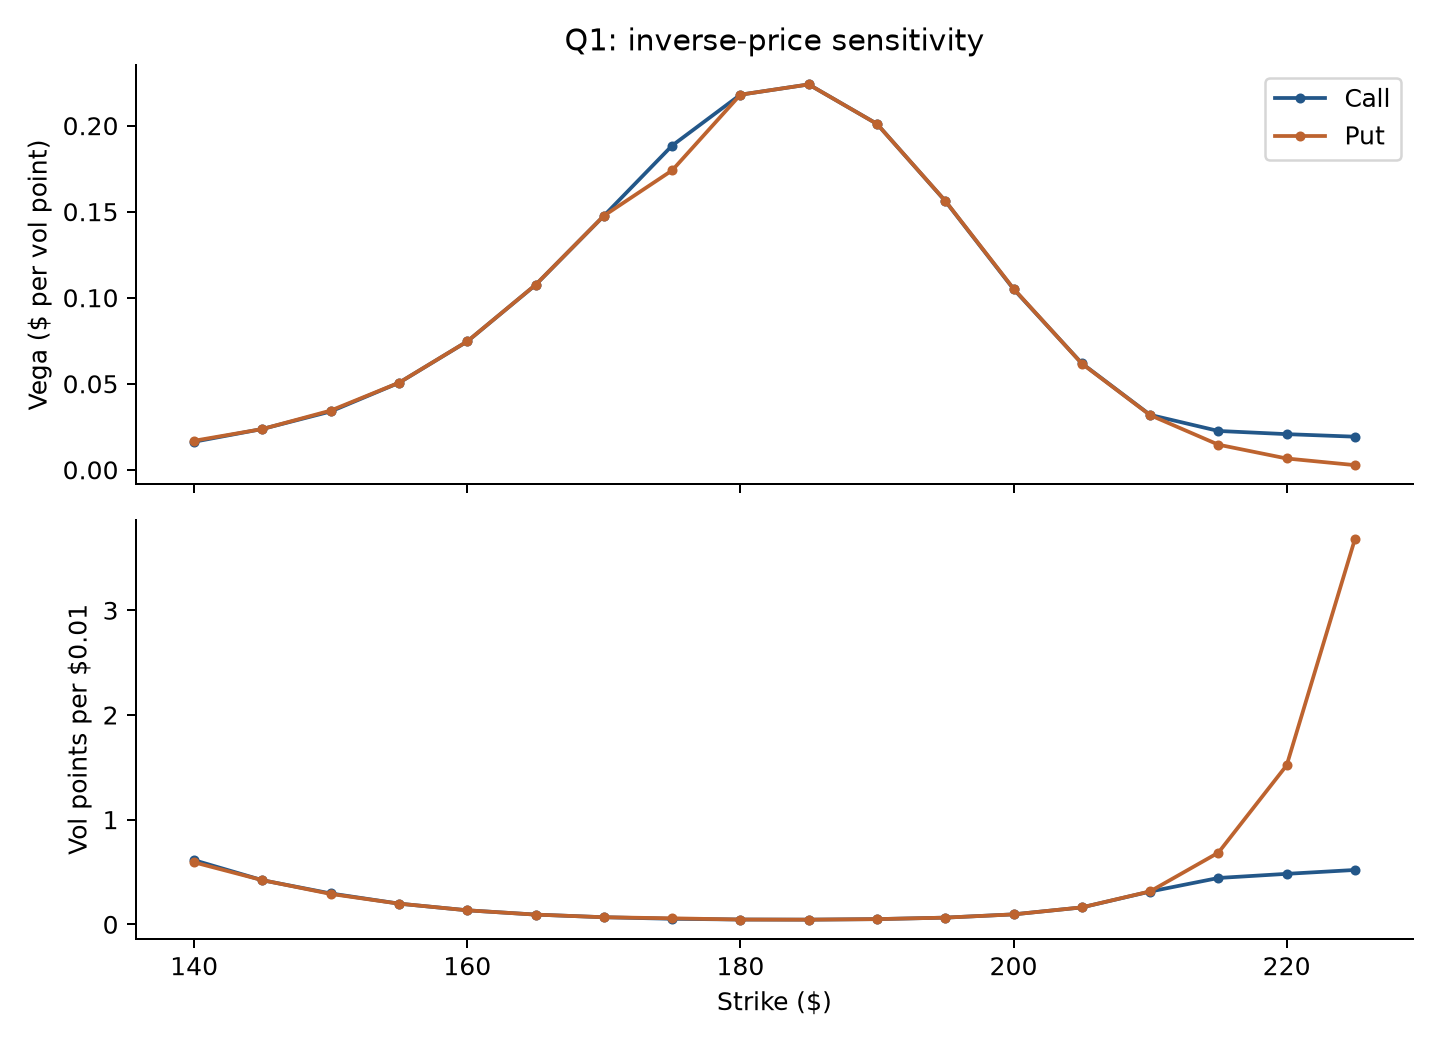 Q1: inverse-price sensitivity
Call
Put
Vega ($ per vol point)
0.20
0.15
0.10
0.05
0.00
Vol points per $0.01
3
2
1
0
140 160 180 200 220
Strike ($)